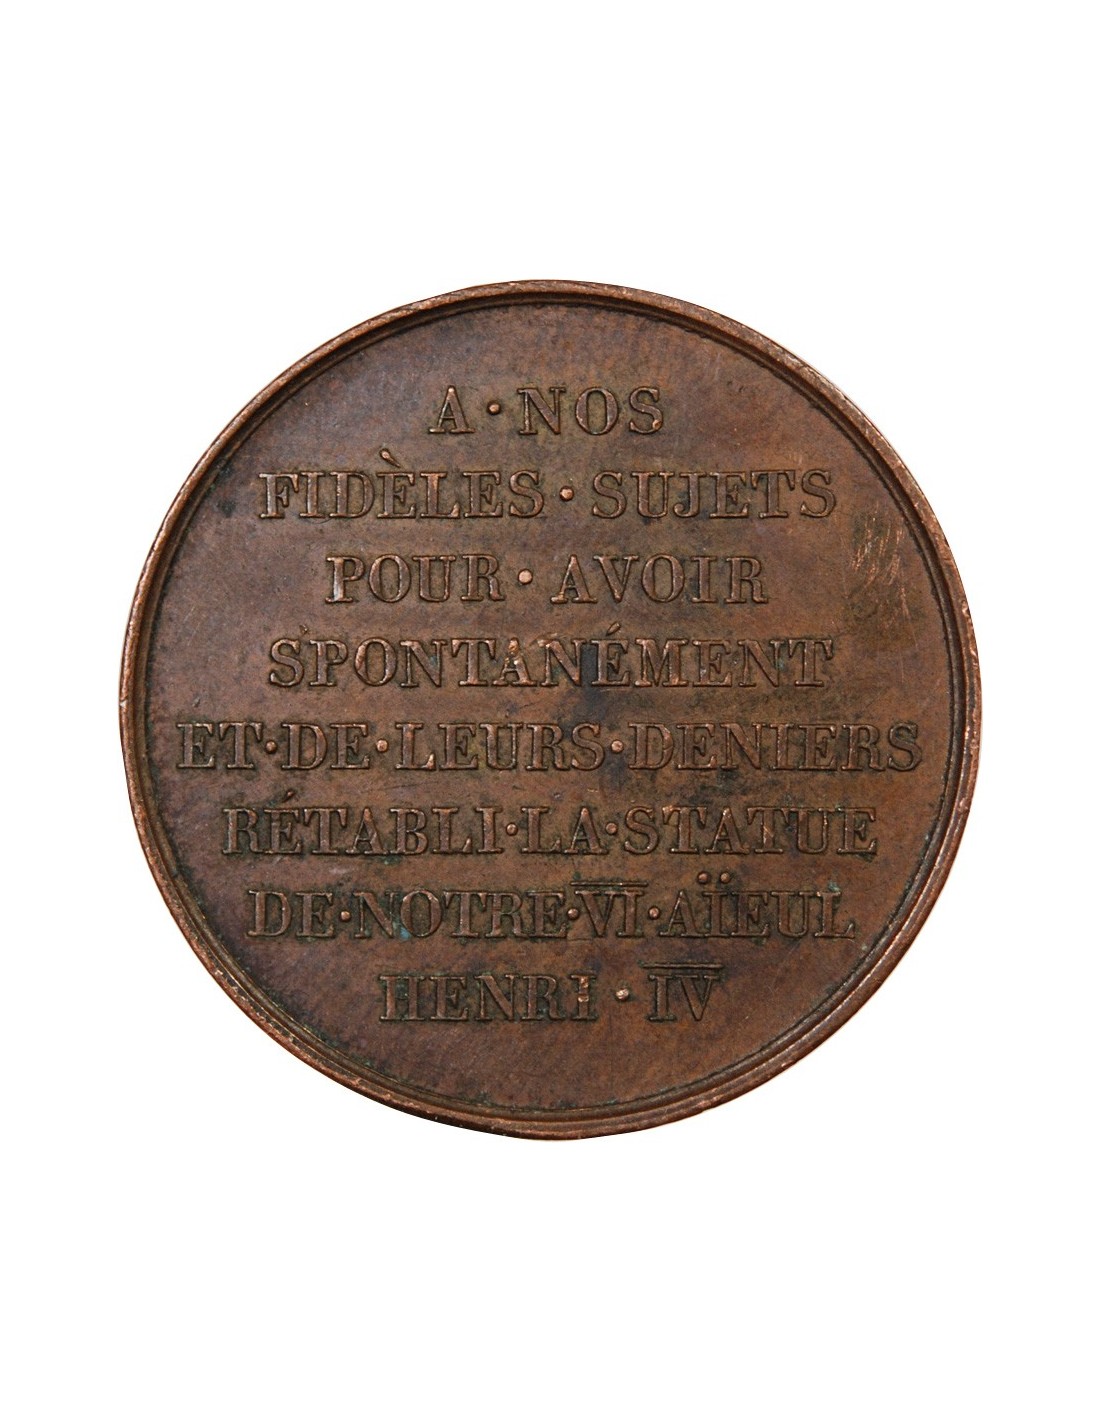 A · NOS
FIDÈLES · SUJETS
POUR · AVOIR
SPONTANÉMENT
ET · DE · LEURS · DENIERS
RÉTABLI · LA · STATUE
DE · NOTRE · VI · AÏEUL
HENRI · IV